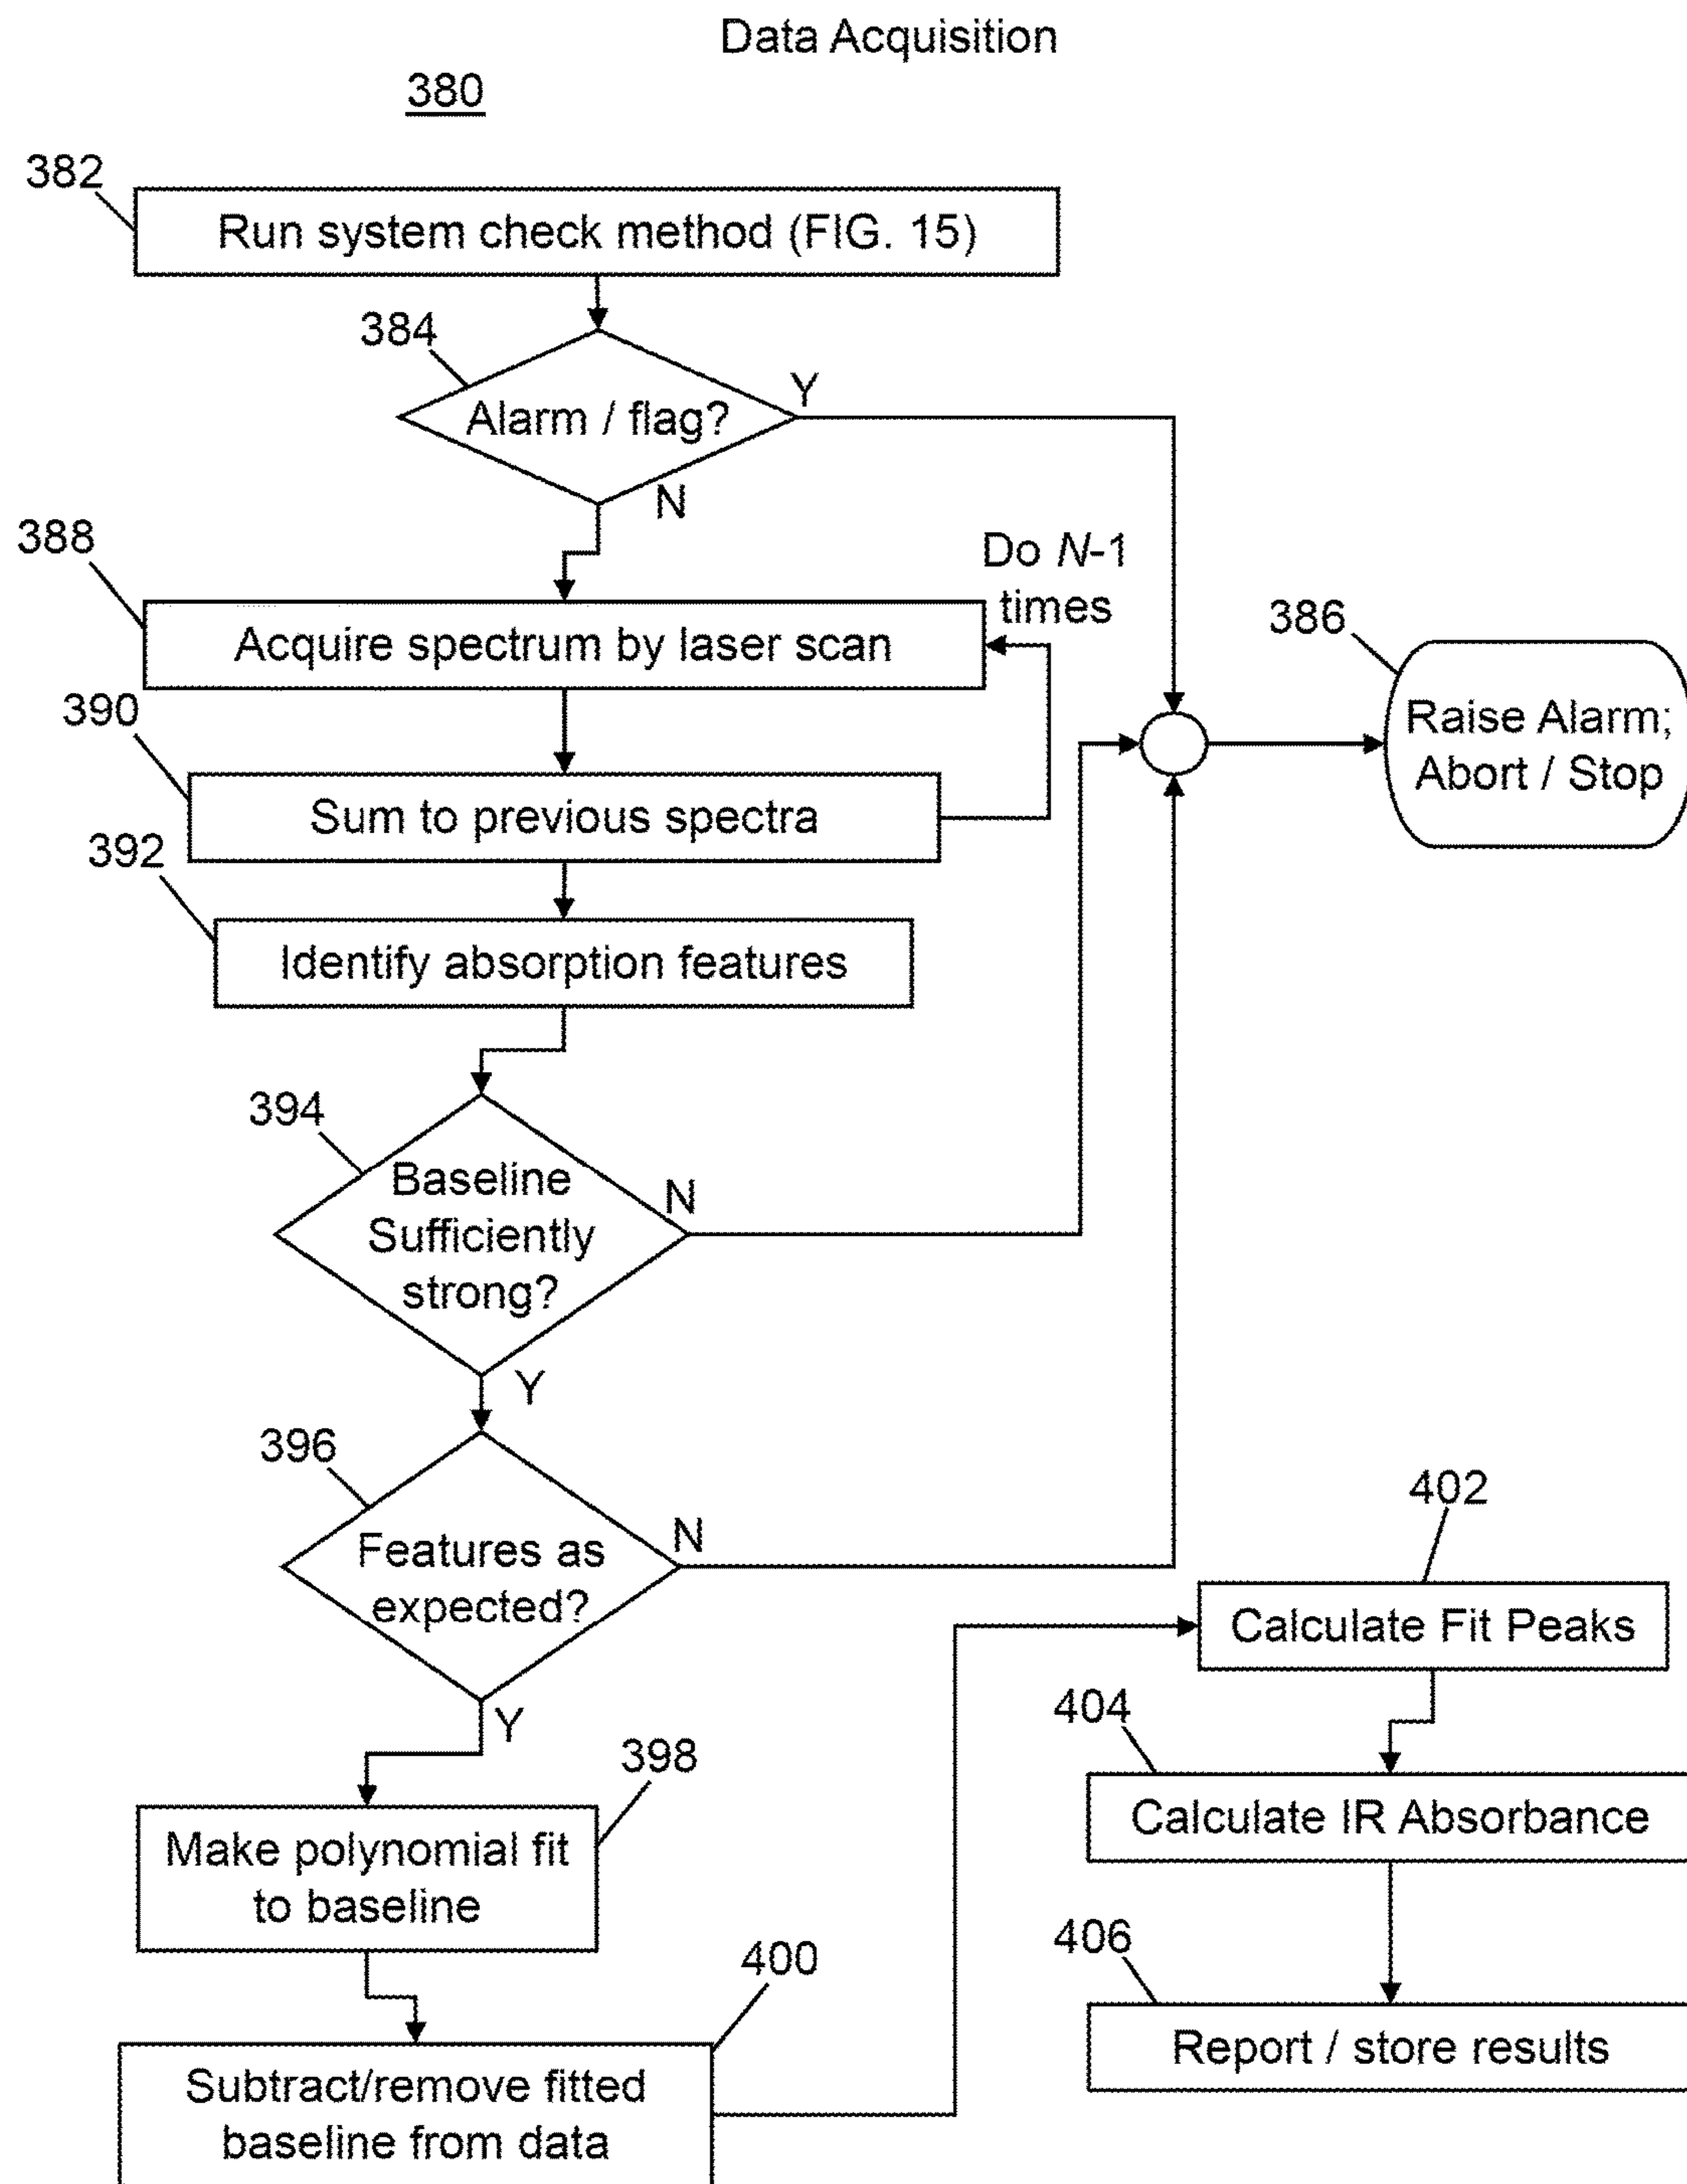 Data Acquisition
380
382
Run system check method (FIG. 15)
384
Alarm / flag?
Y
N
388
Do N-1
times
Acquire spectrum by laser scan
386
Raise Alarm;
Abort / Stop
390
Sum to previous spectra
392
Identify absorption features
394
Baseline
Sufficiently
strong?
N
Y
396
Features as
expected?
N
Y
398
Make polynomial fit
to baseline
400
Subtract/remove fitted
baseline from data
402
Calculate Fit Peaks
404
Calculate IR Absorbance
406
Report / store results